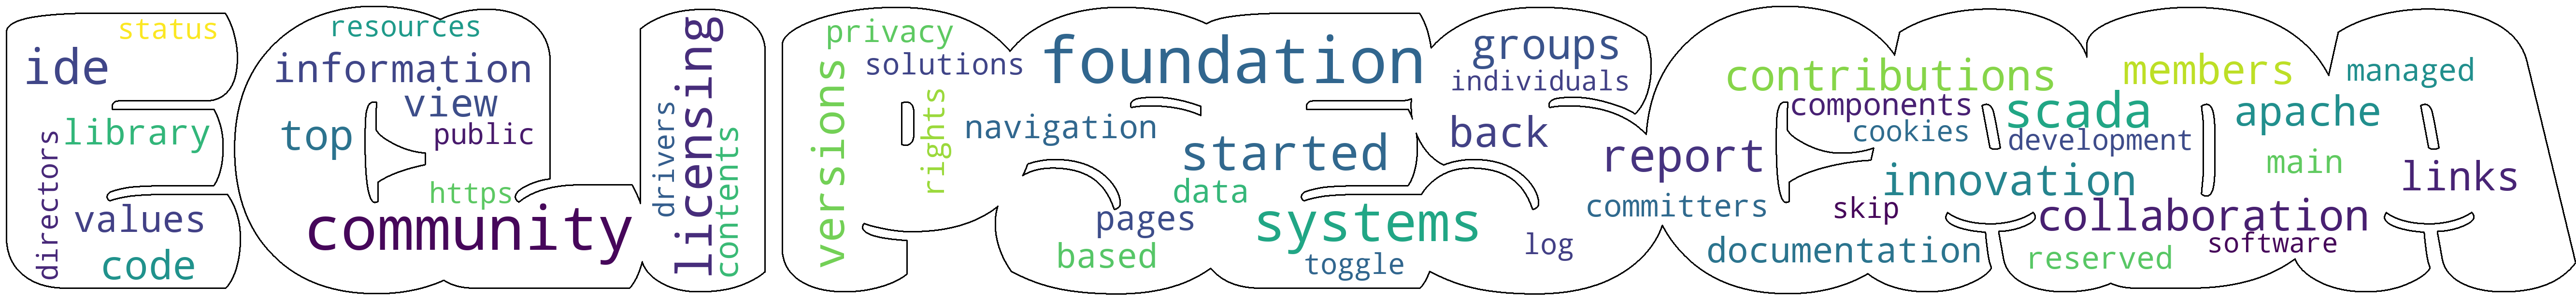 status
ide
library
directors
values
code
resources
information
view
top
public
https
community
licensing
drivers
contents
privacy
solutions
versions
rights
foundation
navigation
started
data
pages
systems
based
toggle
groups
individuals
back
report
committers
log
contributions
components
cookies
scada
development
innovation
skip
collaboration
documentation
reserved
software
members
managed
apache
main
links